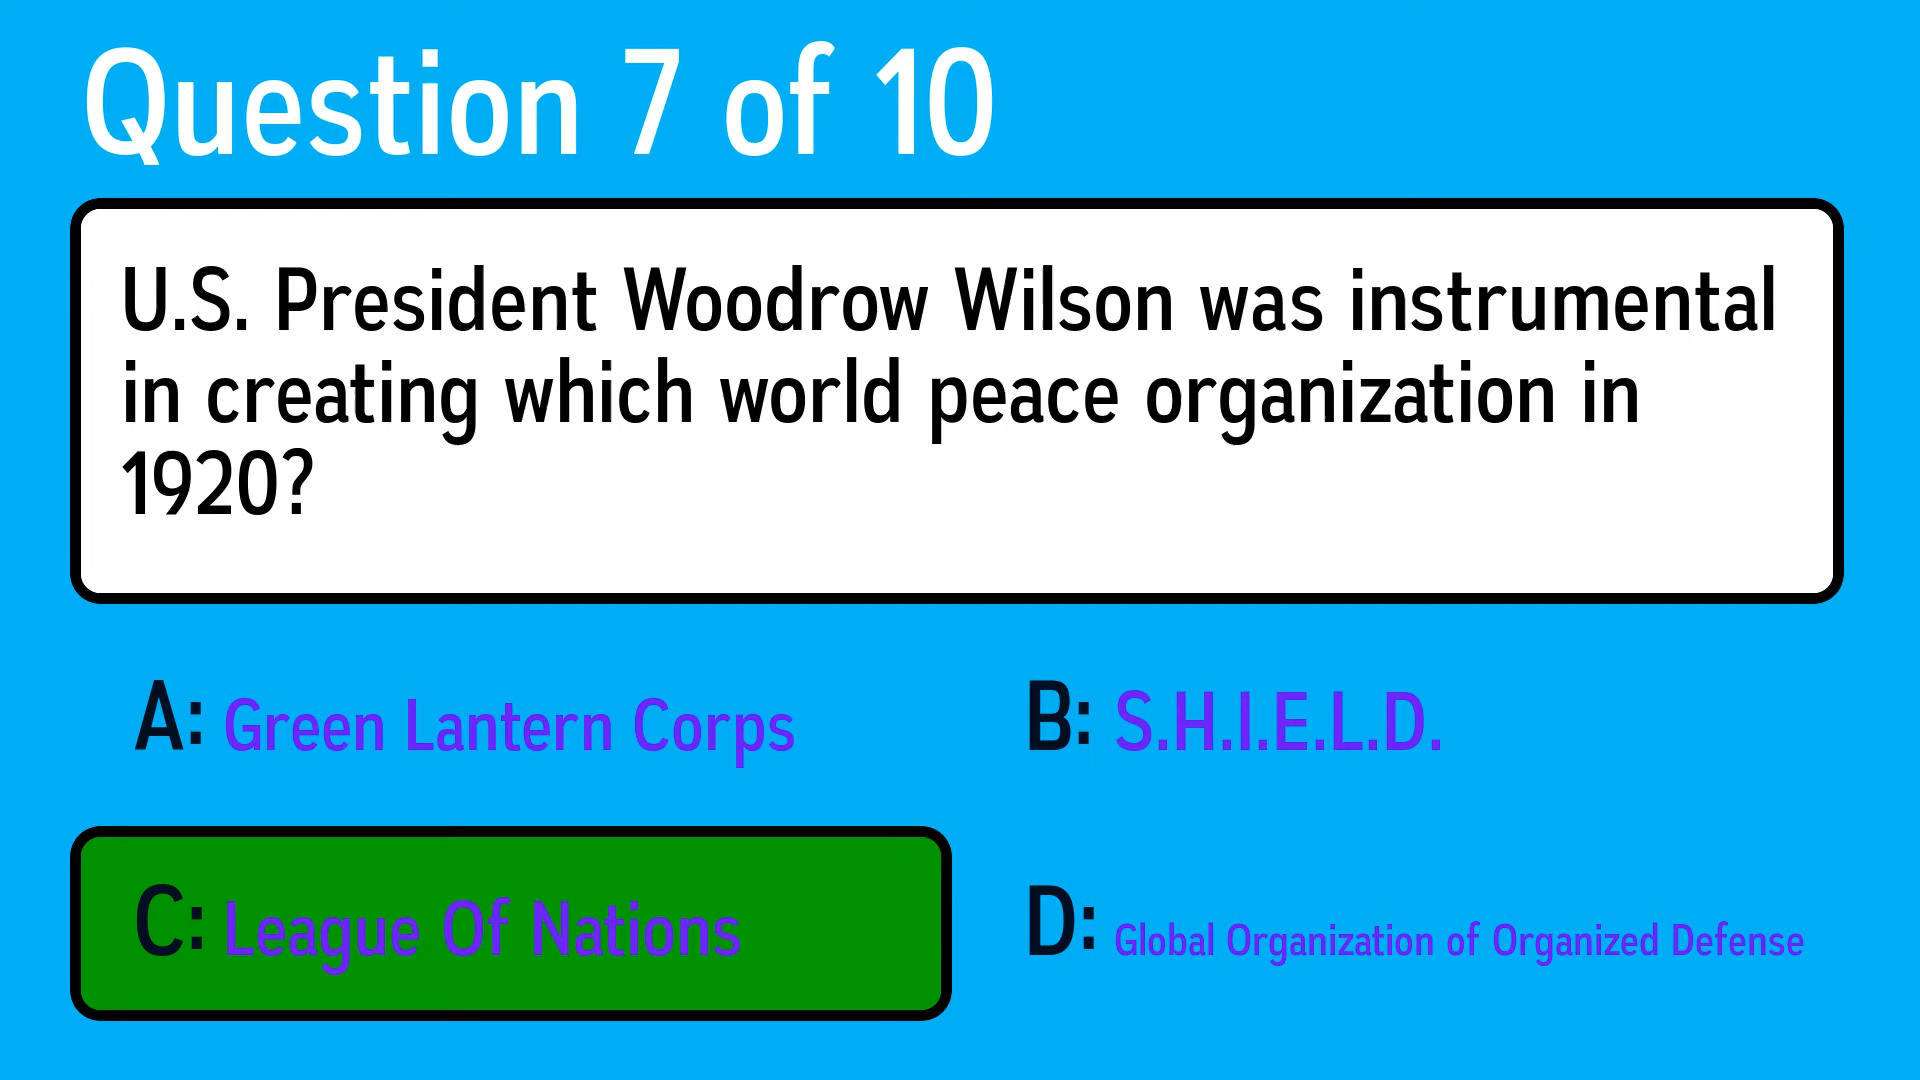 Question 7 of 10
U.S. President Woodrow Wilson was instrumental
in creating which world peace organization in
1920?
A: Green Lantern Corps
B: S.H.I.E.L.D.
C: League Of Nations
D: Global Organization of Organized Defense